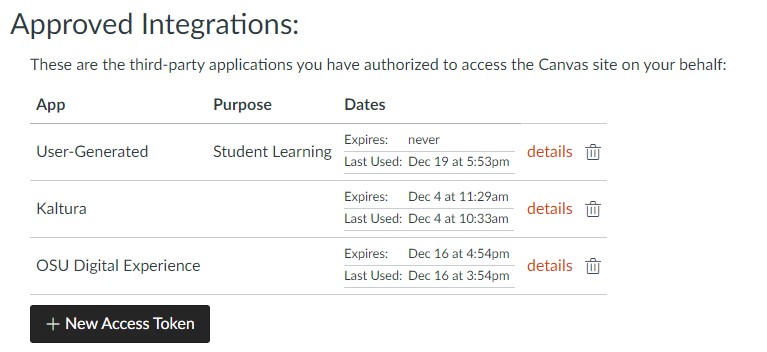 Approved Integrations:
These are the third-party applications you have authorized to access the Canvas site on your behalf:
App Purpose Dates
User-Generated Student Learning Expires: never details
Last Used: Dec 19 at 5:53pm
Kaltura Expires: Dec 4 at 11:29am details
Last Used: Dec 4 at 10:33am
OSU Digital Experience Expires: Dec 16 at 4:54pm details
Last Used: Dec 16 at 3:54pm
+ New Access Token